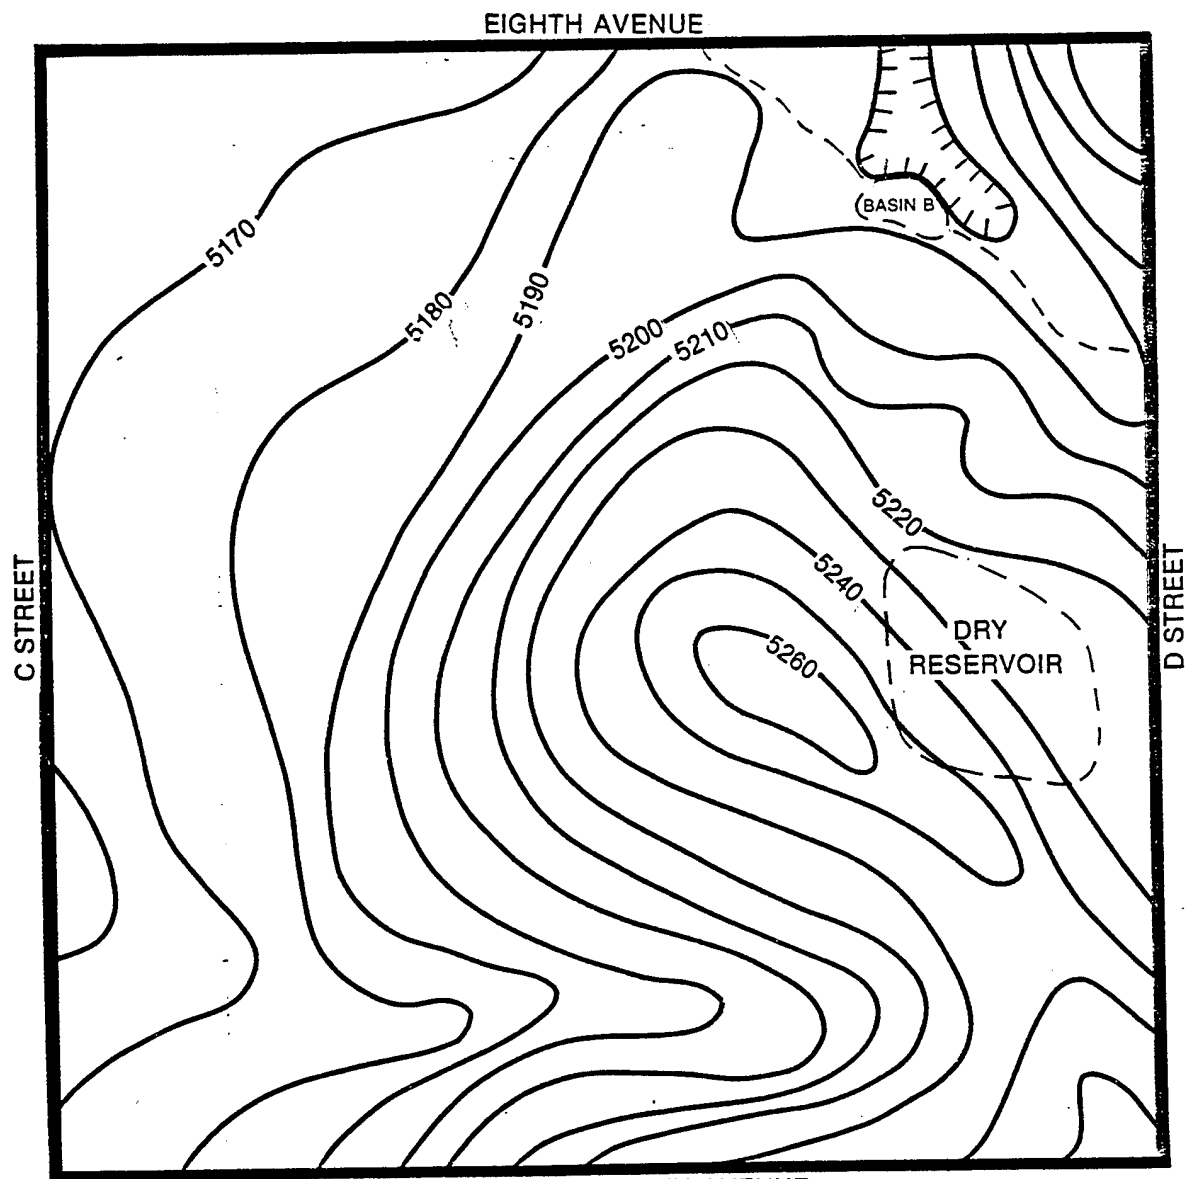 EIGHTH AVENUE
BASIN B
5170
5180
5190
5200
5210
5220
C STREET
D STREET
5240
DRY
RESERVOIR
5260